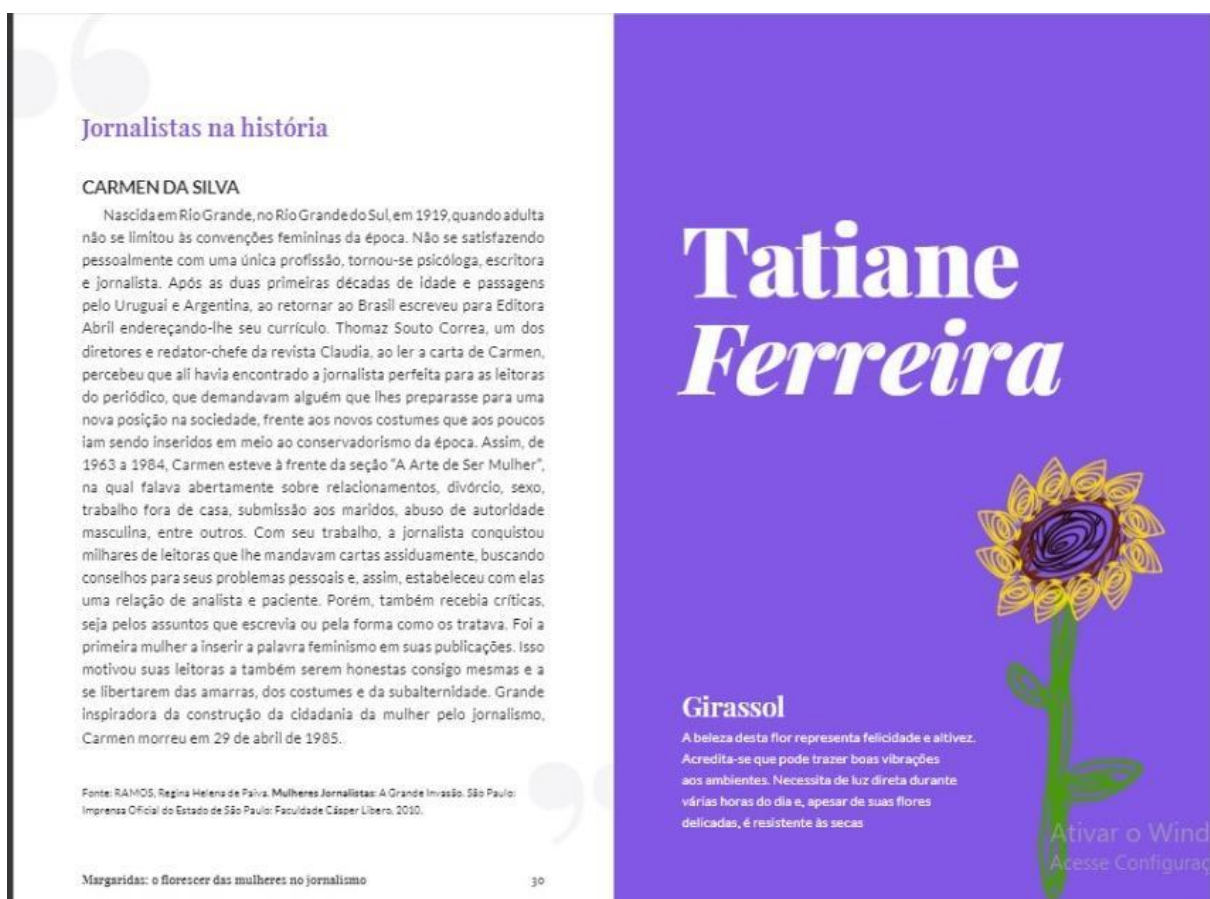 Jornalistas na história
CARMEN DA SILVA
Nascida em Rio Grande, no Rio Grande do Sul, em 1919, quando adulta
não se limitou às convenções femininas da época. Não se satisfazendo
pessoalmente com uma única profissão, tornou-se psicóloga, escritora
e jornalista. Após as duas primeiras décadas de idade e passagens
pelo Uruguai e Argentina, ao retornar ao Brasil escreveu para Editora
Abril endereçando-lhe seu currículo. Thomaz Souto Correa, um dos
diretores e redator-chefe da revista Claudia, ao ler a carta de Carmen,
percebeu que ali havia encontrado a jornalista perfeita para as leitoras
do periódico, que demandavam alguém que lhes preparasse para uma
nova posição na sociedade, frente aos novos costumes que aos poucos
iam sendo inseridos em meio ao conservadorismo da época. Assim, de
1963 a 1984, Carmen esteve à frente da seção "A Arte de Ser Mulher",
na qual falava abertamente sobre relacionamentos, divórcio, sexo,
trabalho fora de casa, submissão aos maridos, abuso de autoridade
masculina, entre outros. Com seu trabalho, a jornalista conquistou
milhares de leitoras que lhe mandavam cartas assiduamente, buscando
conselhos para seus problemas pessoais e, assim, estabeleceu com elas
uma relação de analista e paciente. Porém, também recebia críticas,
seja pelos assuntos que escrevia ou pela forma como os tratava. Foi a
primeira mulher a inserir a palavra feminismo em suas publicações. Isso
motivou suas leitoras a também serem honestas consigo mesmas e a
se libertarem das amarras, dos costumes e da subalternidade. Grande
inspiradora da construção da cidadania da mulher pelo jornalismo,
Carmen morreu em 29 de abril de 1985.
Fonte: RAMOS, Regina Helena de Paiva. Mulheres Jornalistas: A Grande Invasão. São Paulo:
Imprensa Oficial do Estado de São Paulo: Faculdade Cásper Líbero, 2010.
Margaridas: o florescer das mulheres no jornalismo 30
Tatiane
Ferreira
Girassol
A beleza desta flor representa felicidade e altivez.
Acredita-se que pode trazer boas vibrações
aos ambientes. Necessita de luz direta durante
várias horas do dia e, apesar de suas flores
delicadas, é resistente às secas
Ativar o Wind
Acesse Configuraç